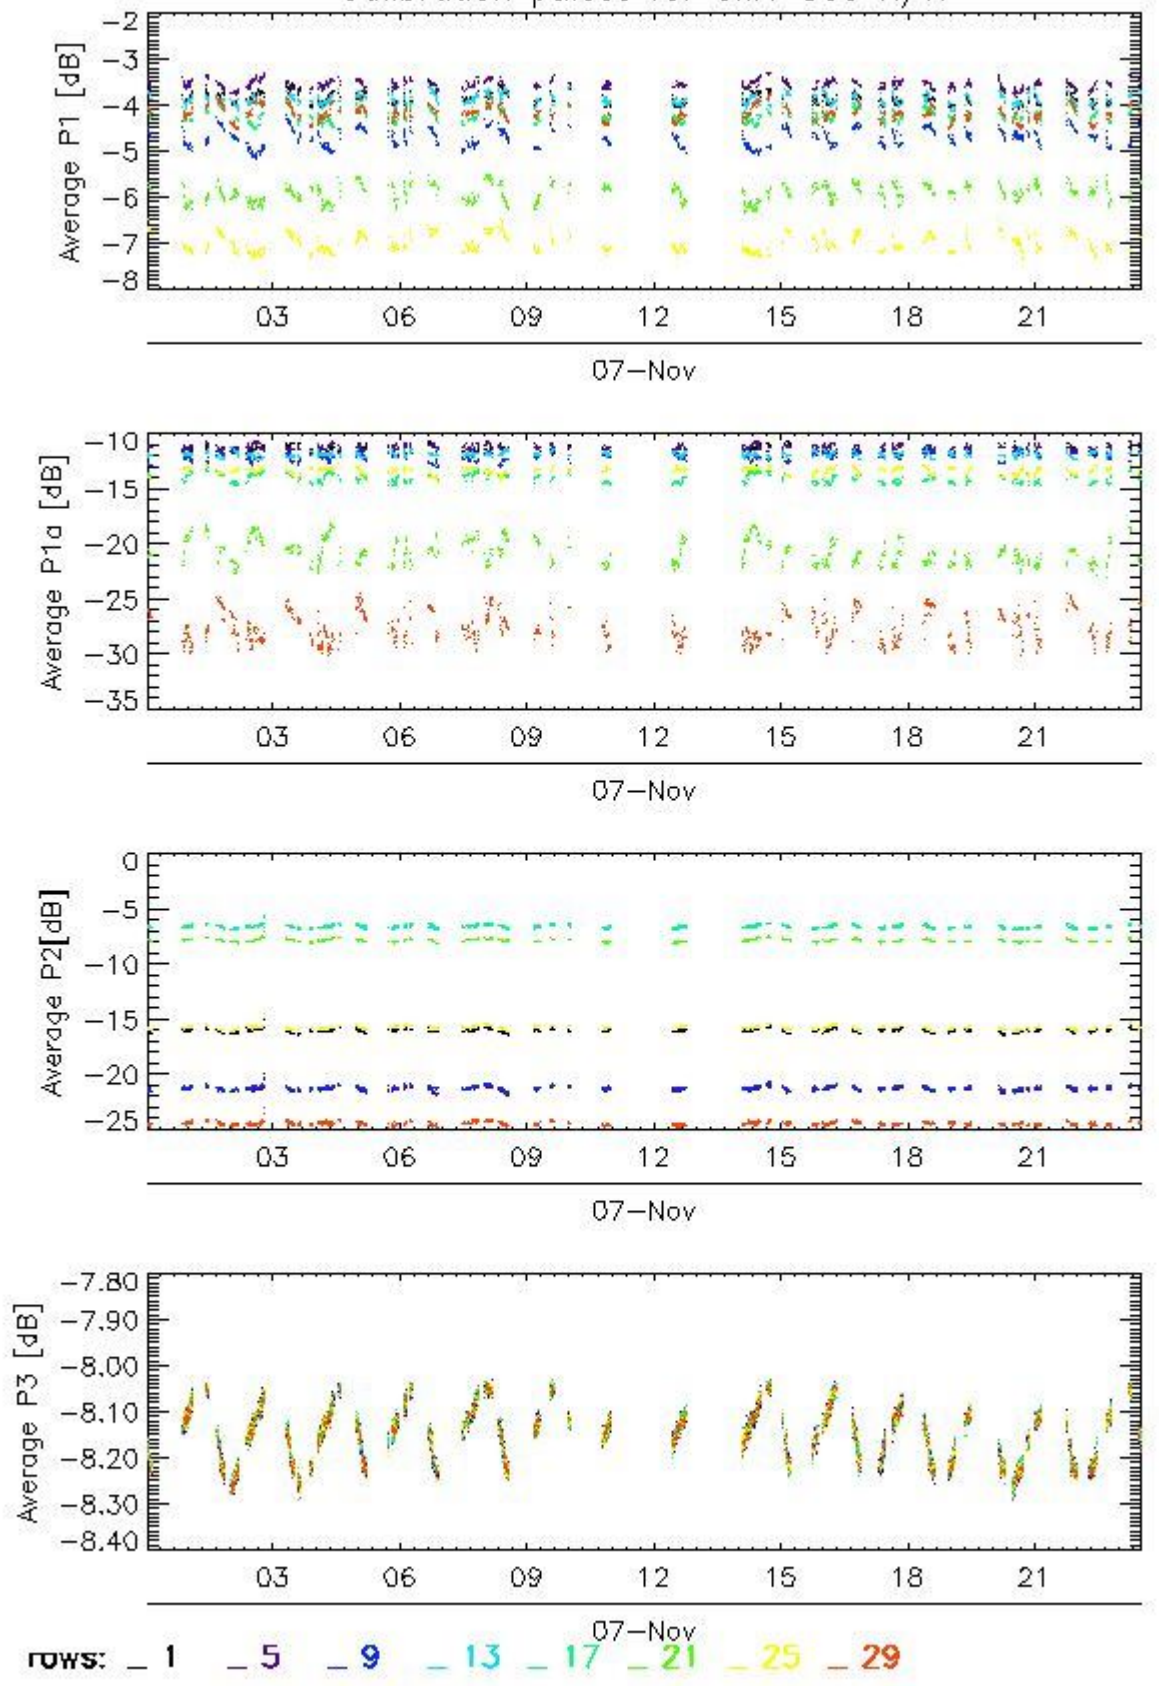 -2
-3
-4
-5
-6
-7
-8
Average P1 [dB]
03 06 09 12 15 18 21
07-Nov
-10
-15
-20
-25
-30
-35
Average P1a [dB]
03 06 09 12 15 18 21
07-Nov
0
-5
-10
-15
-20
-25
Average P2[dB]
03 06 09 12 15 18 21
07-Nov
-7.80
-7.90
-8.00
-8.10
-8.20
-8.30
-8.40
Average P3 [dB]
03 06 09 12 15 18 21
07-Nov
rows: _ 1 _ 5 _ 9 _ 13 _ 17 _ 21 _ 25 _ 29